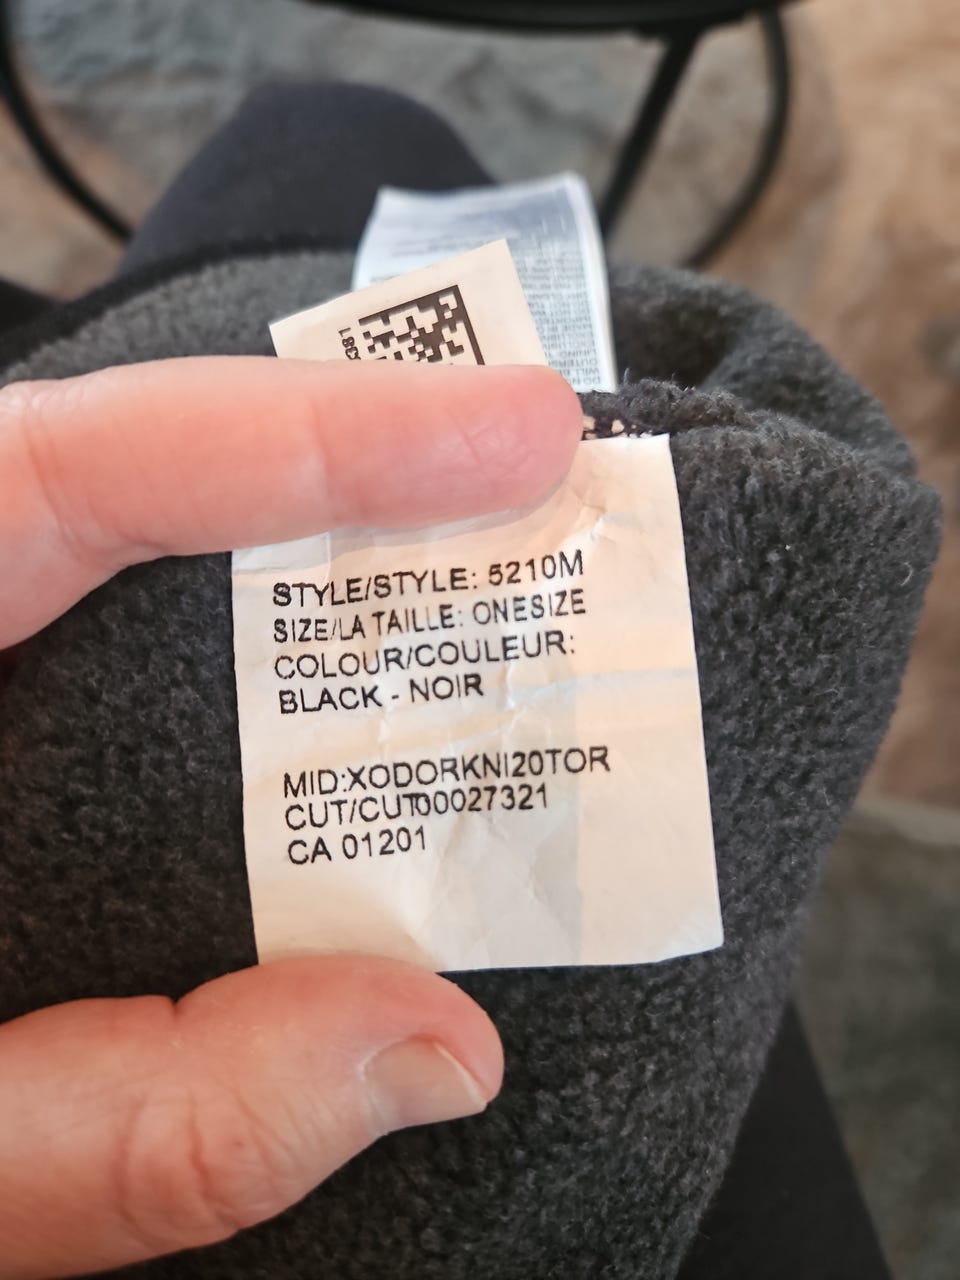 STYLE/STYLE: 5210M
SIZE/LA TAILLE: ONESIZE
COLOUR/COULEUR:
BLACK - NOIR
MID:XODORKNI20TOR
CUT/CUT00027321
CA 01201